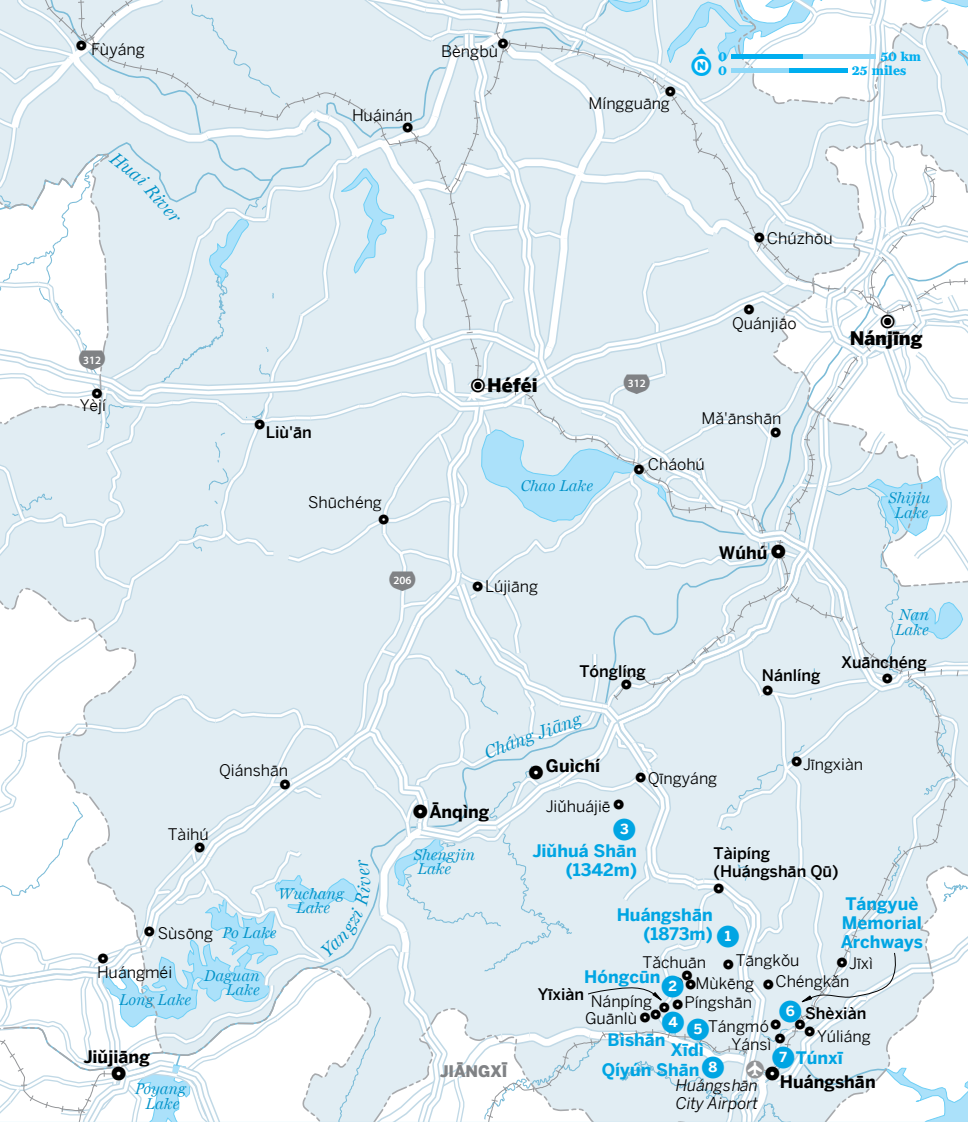 Fùyáng
Bèngbù
0 50 km
N
0 25 miles
Míngguāng
Huáinán
Huai River
Chúzhōu
Quánjiāo
Nánjīng
312
Héféi
312
Yèjí
Liù'ān
Mǎ'ānshān
Cháohú
Chao Lake
Shijiu
Lake
Shūchéng
Wúhú
206
Lújiāng
Nan
Lake
Tónglíng
Nánlíng
Xuānchéng
Cháng Jiāng
Guìchí
Qiánshān
Qīngyáng
Jīngxiàn
Jiǔhuájiē
Ānqìng
3
Jiǔhuá Shān
(1342m)
Tàihú
Shengjin
Lake
Tàipíng
(Huángshān Qū)
Wuchang
Lake
Yangzi River
Tángyuè
Memorial
Archways
Huángshān
(1873m)
1
Sùsōng
Po Lake
Huángméi
Daguan
Lake
Long Lake
Tǎchuān
Tāngkǒu
Jīxì
Hóngcūn
2
Mùkēng
Chéngkǎn
Yīxiàn
Nánpíng
Píngshān
6
Shèxiàn
Guānlù
4
5
Tángmó
Yúliáng
Bìshān
Yánsì
Xīdì
7
Túnxī
Qíyún Shān
8
Jiǔjiāng
JIĀNGXĪ
Huángshān
City Airport
Huángshān
Poyang
Lake